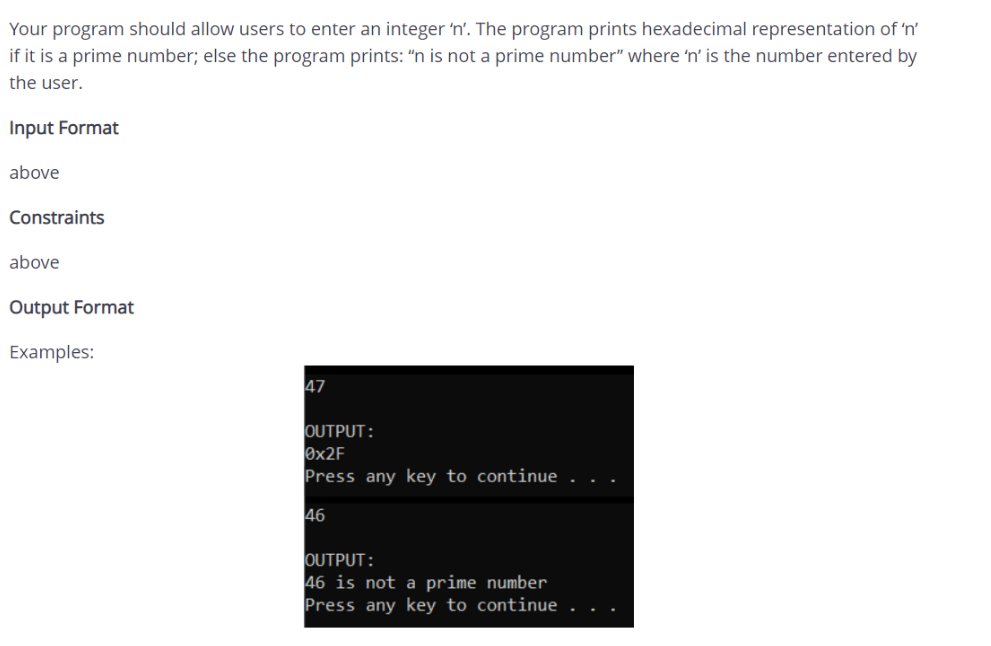 Your program should allow users to enter an integer ‘n’. The program prints hexadecimal representation of ‘n’
if it is a prime number; else the program prints: “n is not a prime number” where ‘n’ is the number entered by
the user.
Input Format
above
Constraints
above
Output Format
Examples:
47
OUTPUT:
0x2F
Press any key to continue . . .
46
OUTPUT:
46 is not a prime number
Press any key to continue . . .